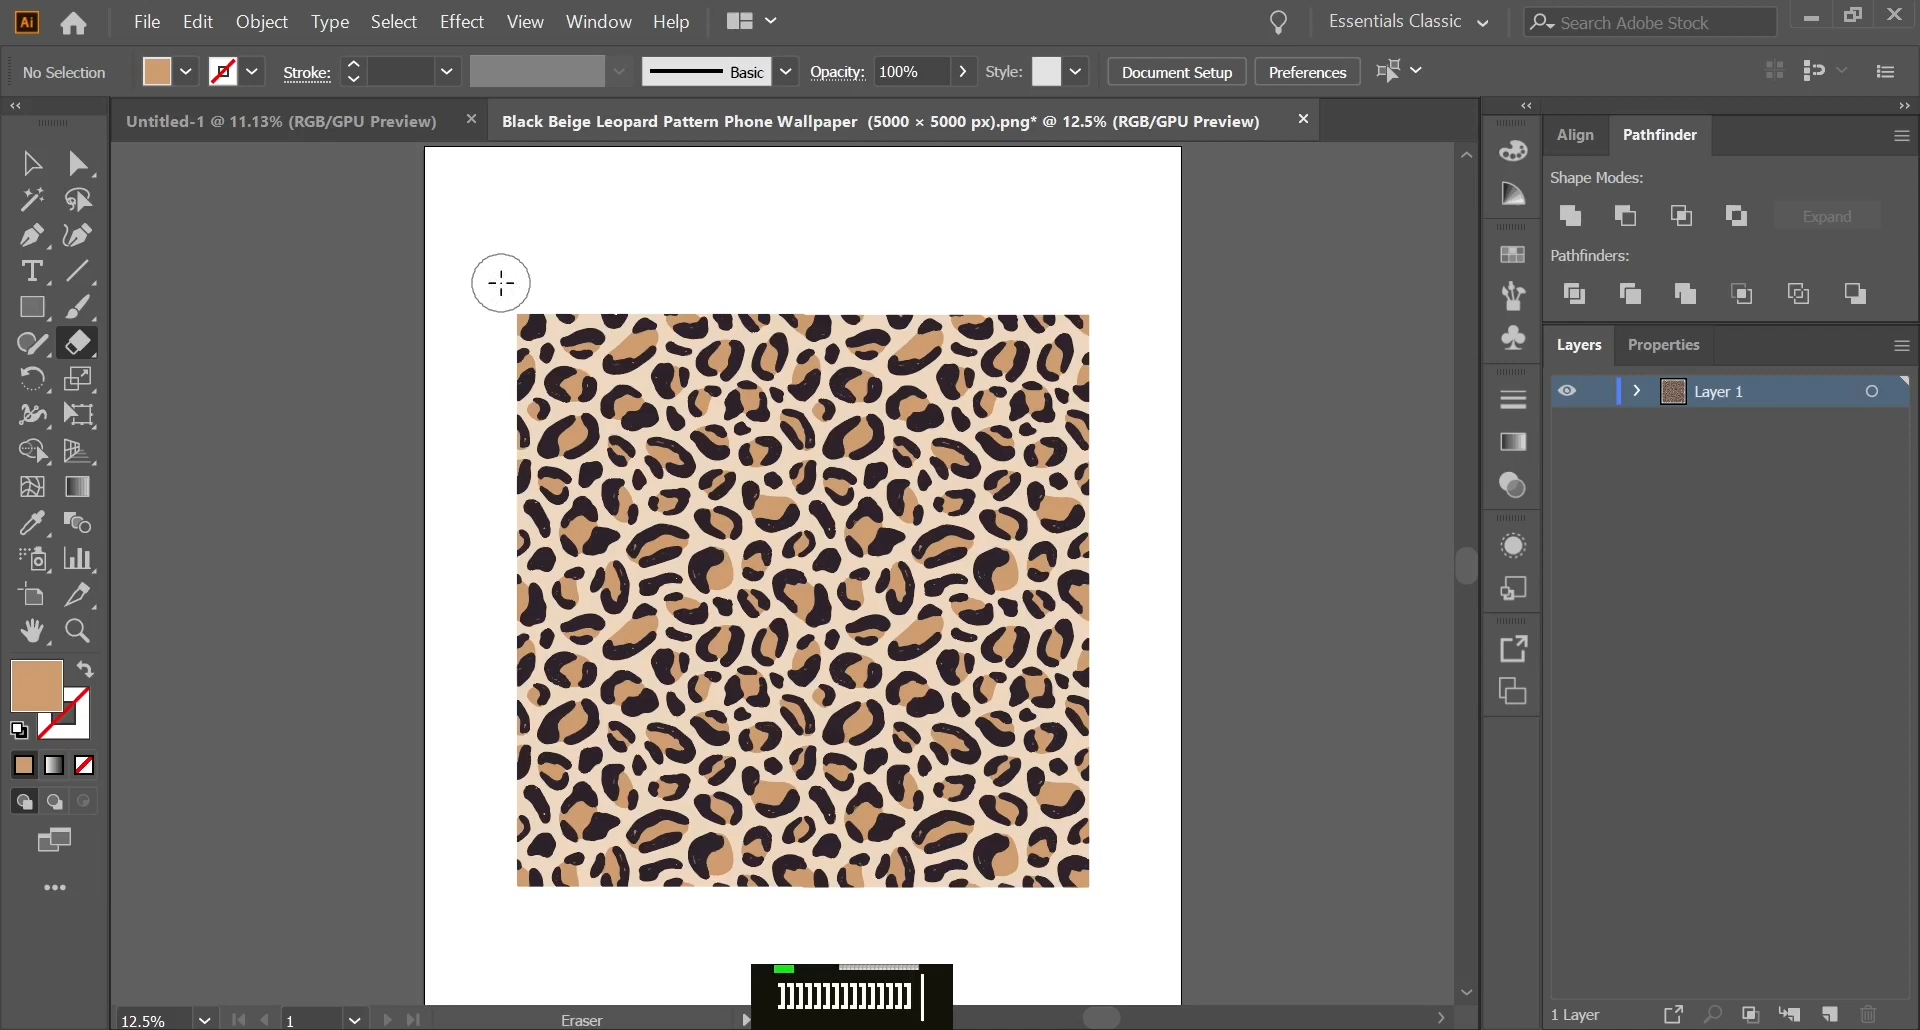 Ai File Edit Object Type Select Effect View Window Help Essentials Classic Search Adobe Stock
No Selection Stroke: Basic Opacity: 100% Style: Document Setup Preferences
Untitled-1 @ 11.13% (RGB/GPU Preview) Black Beige Leopard Pattern Phone Wallpaper (5000 × 5000 px).png* @ 12.5% (RGB/GPU Preview)
Align Pathfinder
Shape Modes:
Expand
Pathfinders:
Layers Properties
Layer 1
]]]]]]]]]]]]]]]
12.5% 1 Eraser 1 Layer